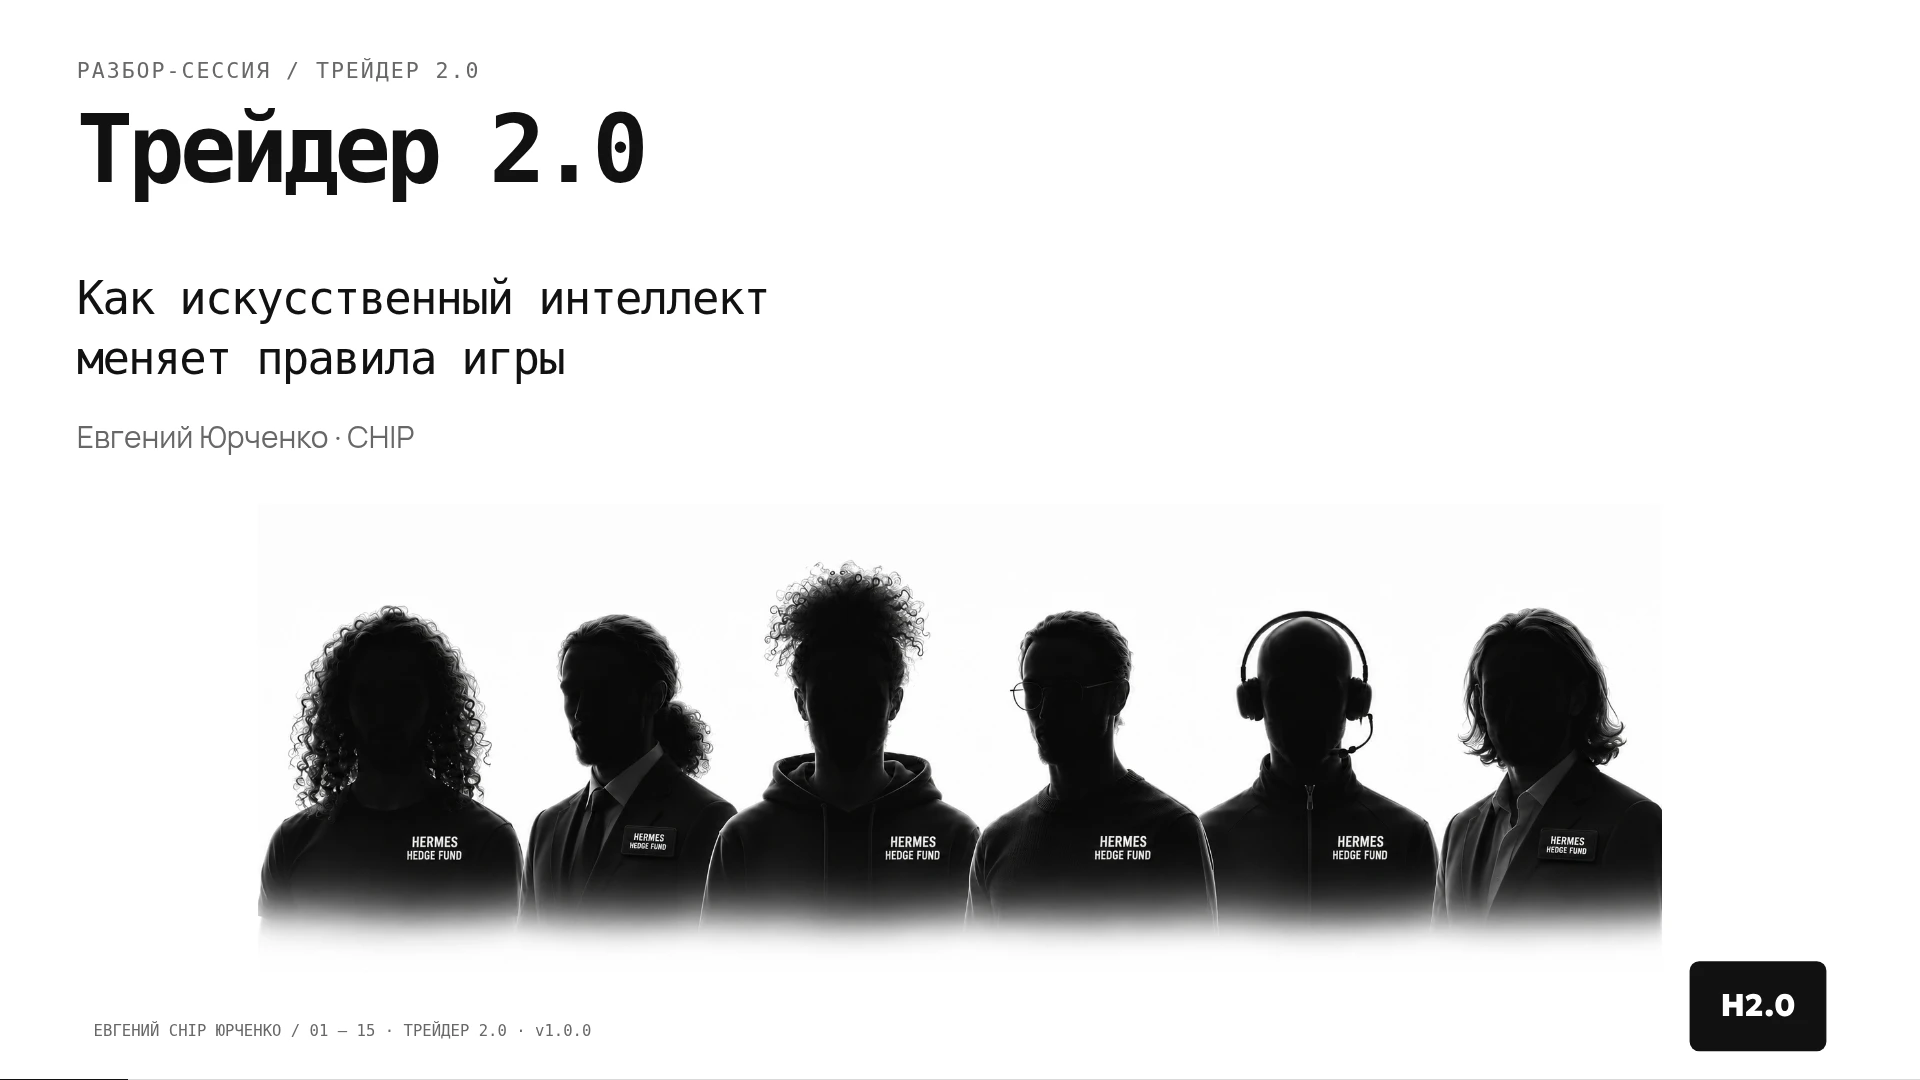 РАЗБОР-СЕССИЯ / ТРЕЙДЕР 2.0
Трейдер 2.0
Как искусственный интеллект
меняет правила игры
Евгений Юрченко · CHIP
HERMES
HEDGE FUND
HERMES
HEDGE FUND
HERMES
HEDGE FUND
HERMES
HEDGE FUND
HERMES
HEDGE FUND
HERMES
HEDGE FUND
H2.0
ЕВГЕНИЙ CHIP ЮРЧЕНКО / 01 — 15 · ТРЕЙДЕР 2.0 · v1.0.0